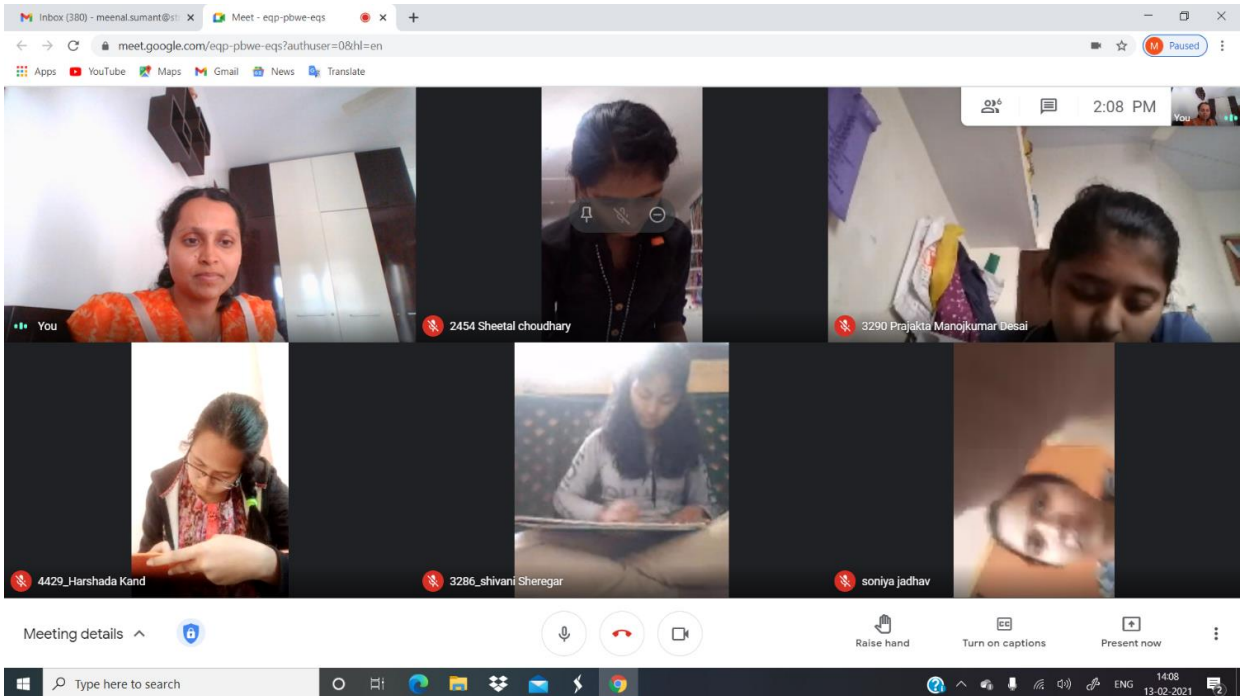 Inbox (380) - meenal.sumant@st
Meet - eqp-pbwe-eqs
meet.google.com/eqp-pbwe-eqs?authuser=0&hl=en
M Paused
Apps YouTube Maps M Gmail News Translate
6 2:08 PM
You
You
2454 Sheetal choudhary
3290 Prajakta Manojkumar Desai
4429_Harshada Kand
3286_shivani Sheregar
soniya jadhav
Meeting details
Raise hand
CC
Turn on captions
Present now
Type here to search
ENG
14:08
13-02-2021
2